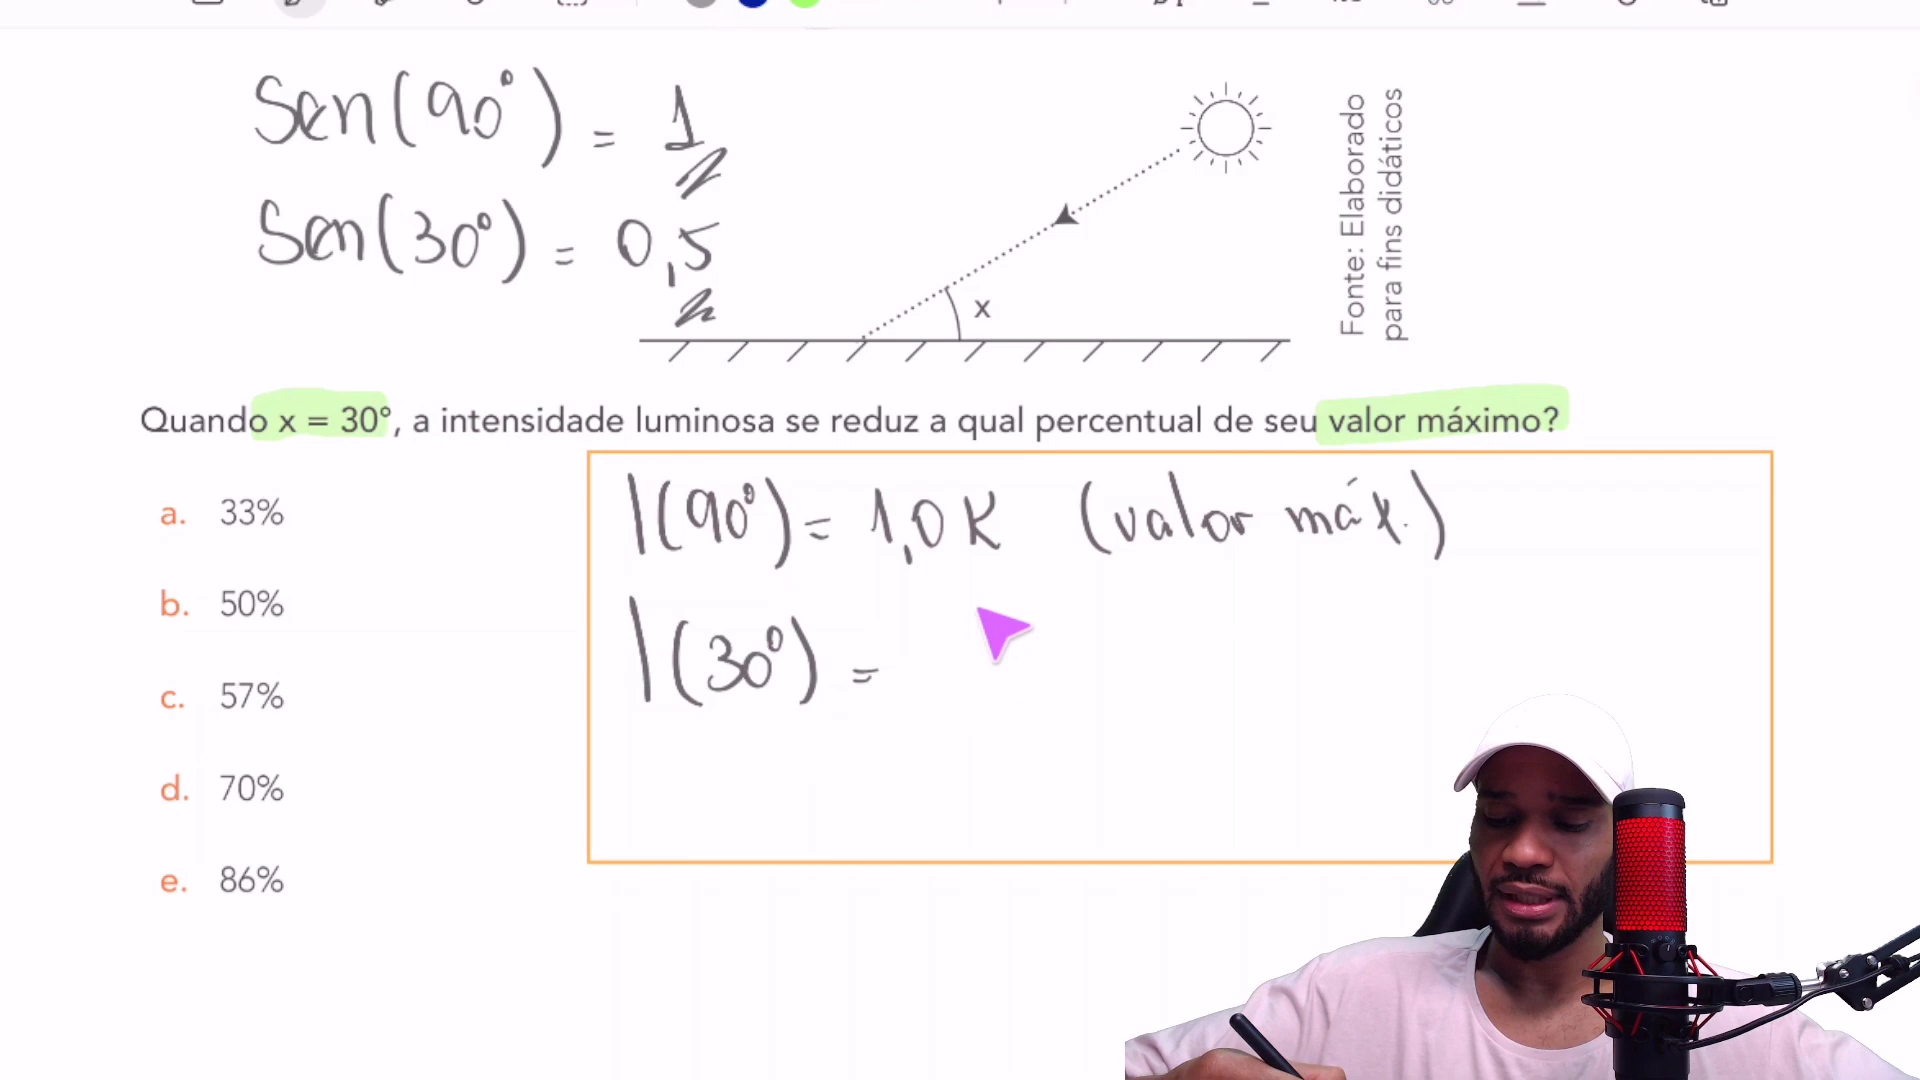 Sen(90°) = 1
Sen(30°) = 0,5
x
Fonte: Elaborado
para fins didáticos
Quando x = 30°, a intensidade luminosa se reduz a qual percentual de seu valor máximo?
a. 33%
b. 50%
c. 57%
d. 70%
e. 86%
I(90°) = 1,0 K (valor máx.)
I(30°) =